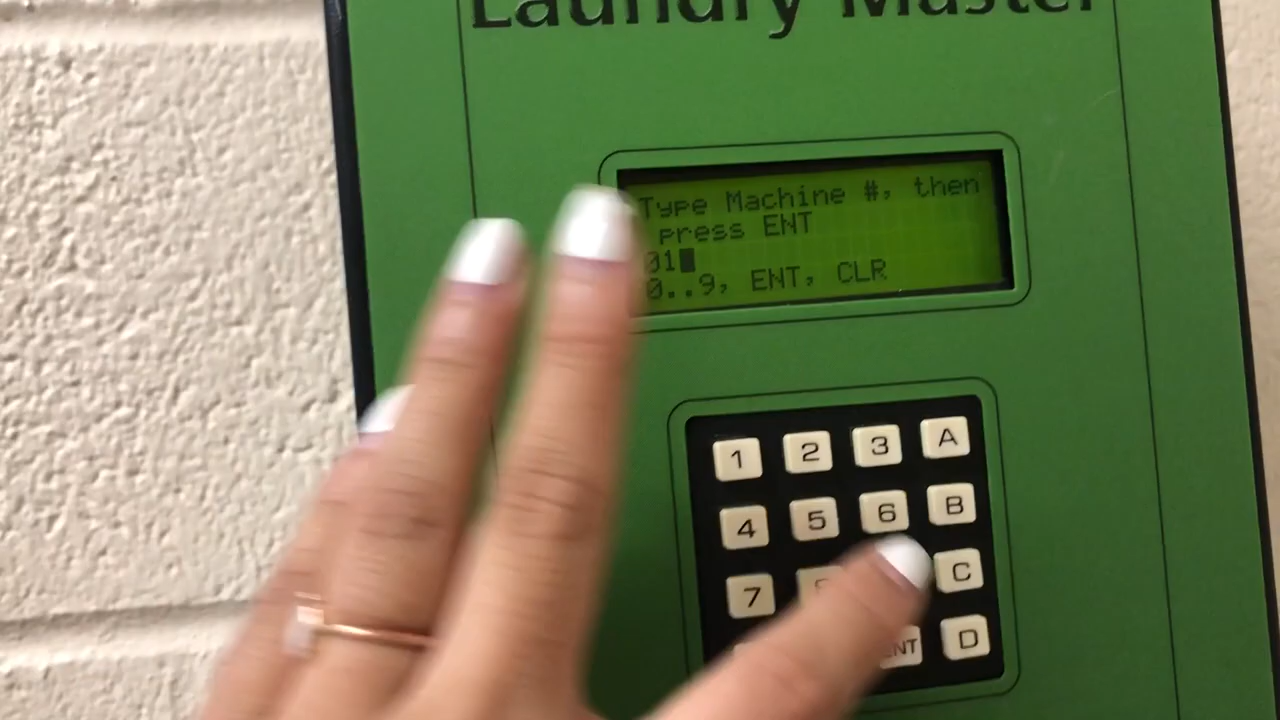 Laundry Master
Type Machine #, then
press ENT
01
0..9, ENT, CLR
1 2 3 A
4 5 6 B
7 C
ENT D